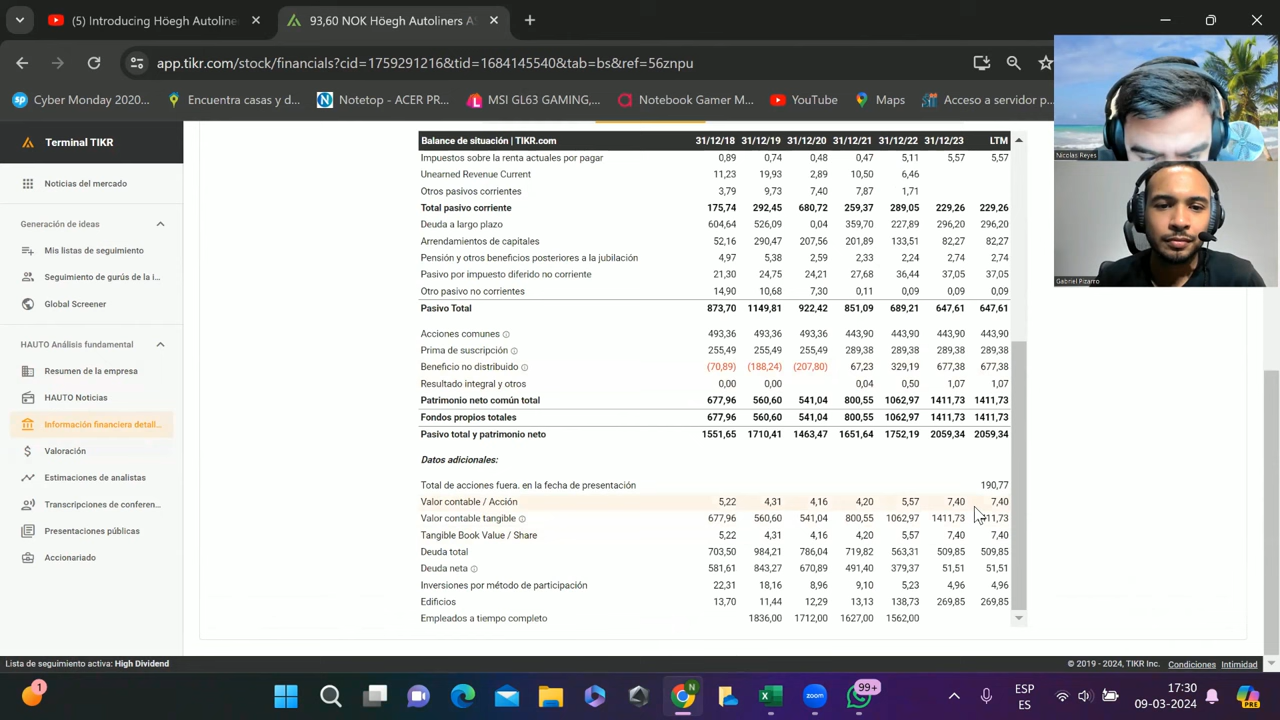 (5) Introducing Höegh Autoline
93,60 NOK Höegh Autoliners A
app.tikr.com/stock/financials?cid=1759291216&tid=1684145540&tab=bs&ref=56znpu
Cyber Monday 2020...
Encuentra casas y d...
Notetop - ACER PR...
MSI GL63 GAMING,...
Notebook Gamer M...
YouTube
Maps
Acceso a servidor p
Nicolas Reyes
Gabriel Pizarro
Terminal TIKR
Noticias del mercado
Generación de ideas
Mis listas de seguimiento
Seguimiento de gurús de la i...
Global Screener
HAUTO Análisis fundamental
Resumen de la empresa
HAUTO Noticias
Información financiera detall...
Valoración
Estimaciones de analistas
Transcripciones de conferen...
Presentaciones públicas
Accionariado
Balance de situación | TIKR.com 31/12/18 31/12/19 31/12/20 31/12/21 31/12/22 31/12/23 LTM
Impuestos sobre la renta actuales por pagar 0,89 0,74 0,48 0,47 5,11 5,57 5,57
Unearned Revenue Current 11,23 19,93 2,89 10,50 6,46
Otros pasivos corrientes 3,79 9,73 7,40 7,87 1,71
Total pasivo corriente 175,74 292,45 680,72 259,37 289,05 229,26 229,26
Deuda a largo plazo 604,64 526,09 0,04 359,70 227,89 296,20 296,20
Arrendamientos de capitales 52,16 290,47 207,56 201,89 133,51 82,27 82,27
Pensión y otros beneficios posteriores a la jubilación 4,97 5,38 2,59 2,33 2,24 2,74 2,74
Pasivo por impuesto diferido no corriente 21,30 24,75 24,21 27,68 36,44 37,05 37,05
Otro pasivo no corrientes 14,90 10,68 7,30 0,11 0,09 0,09 0,09
Pasivo Total 873,70 1149,81 922,42 851,09 689,21 647,61 647,61
Acciones comunes 493,36 493,36 493,36 443,90 443,90 443,90 443,90
Prima de suscripción 255,49 255,49 255,49 289,38 289,38 289,38 289,38
Beneficio no distribuido (70,89) (188,24) (207,80) 67,23 329,19 677,38 677,38
Resultado integral y otros 0,00 0,00 0,04 0,50 1,07 1,07
Patrimonio neto común total 677,96 560,60 541,04 800,55 1062,97 1411,73 1411,73
Fondos propios totales 677,96 560,60 541,04 800,55 1062,97 1411,73 1411,73
Pasivo total y patrimonio neto 1551,65 1710,41 1463,47 1651,64 1752,19 2059,34 2059,34
Datos adicionales:
Total de acciones fuera. en la fecha de presentación 190,77
Valor contable / Acción 5,22 4,31 4,16 4,20 5,57 7,40 7,40
Valor contable tangible 677,96 560,60 541,04 800,55 1062,97 1411,73 1411,73
Tangible Book Value / Share 5,22 4,31 4,16 4,20 5,57 7,40 7,40
Deuda total 703,50 984,21 786,04 719,82 563,31 509,85 509,85
Deuda neta 581,61 843,27 670,89 491,40 379,37 51,51 51,51
Inversiones por método de participación 22,31 18,16 8,96 9,10 5,23 4,96 4,96
Edificios 13,70 11,44 12,29 13,13 138,73 269,85 269,85
Empleados a tiempo completo 1836,00 1712,00 1627,00 1562,00
Lista de seguimiento activa: High Dividend
© 2019 - 2024, TIKR Inc. Condiciones Intimidad
1
99+
ESP
ES
17:30
09-03-2024
PRE